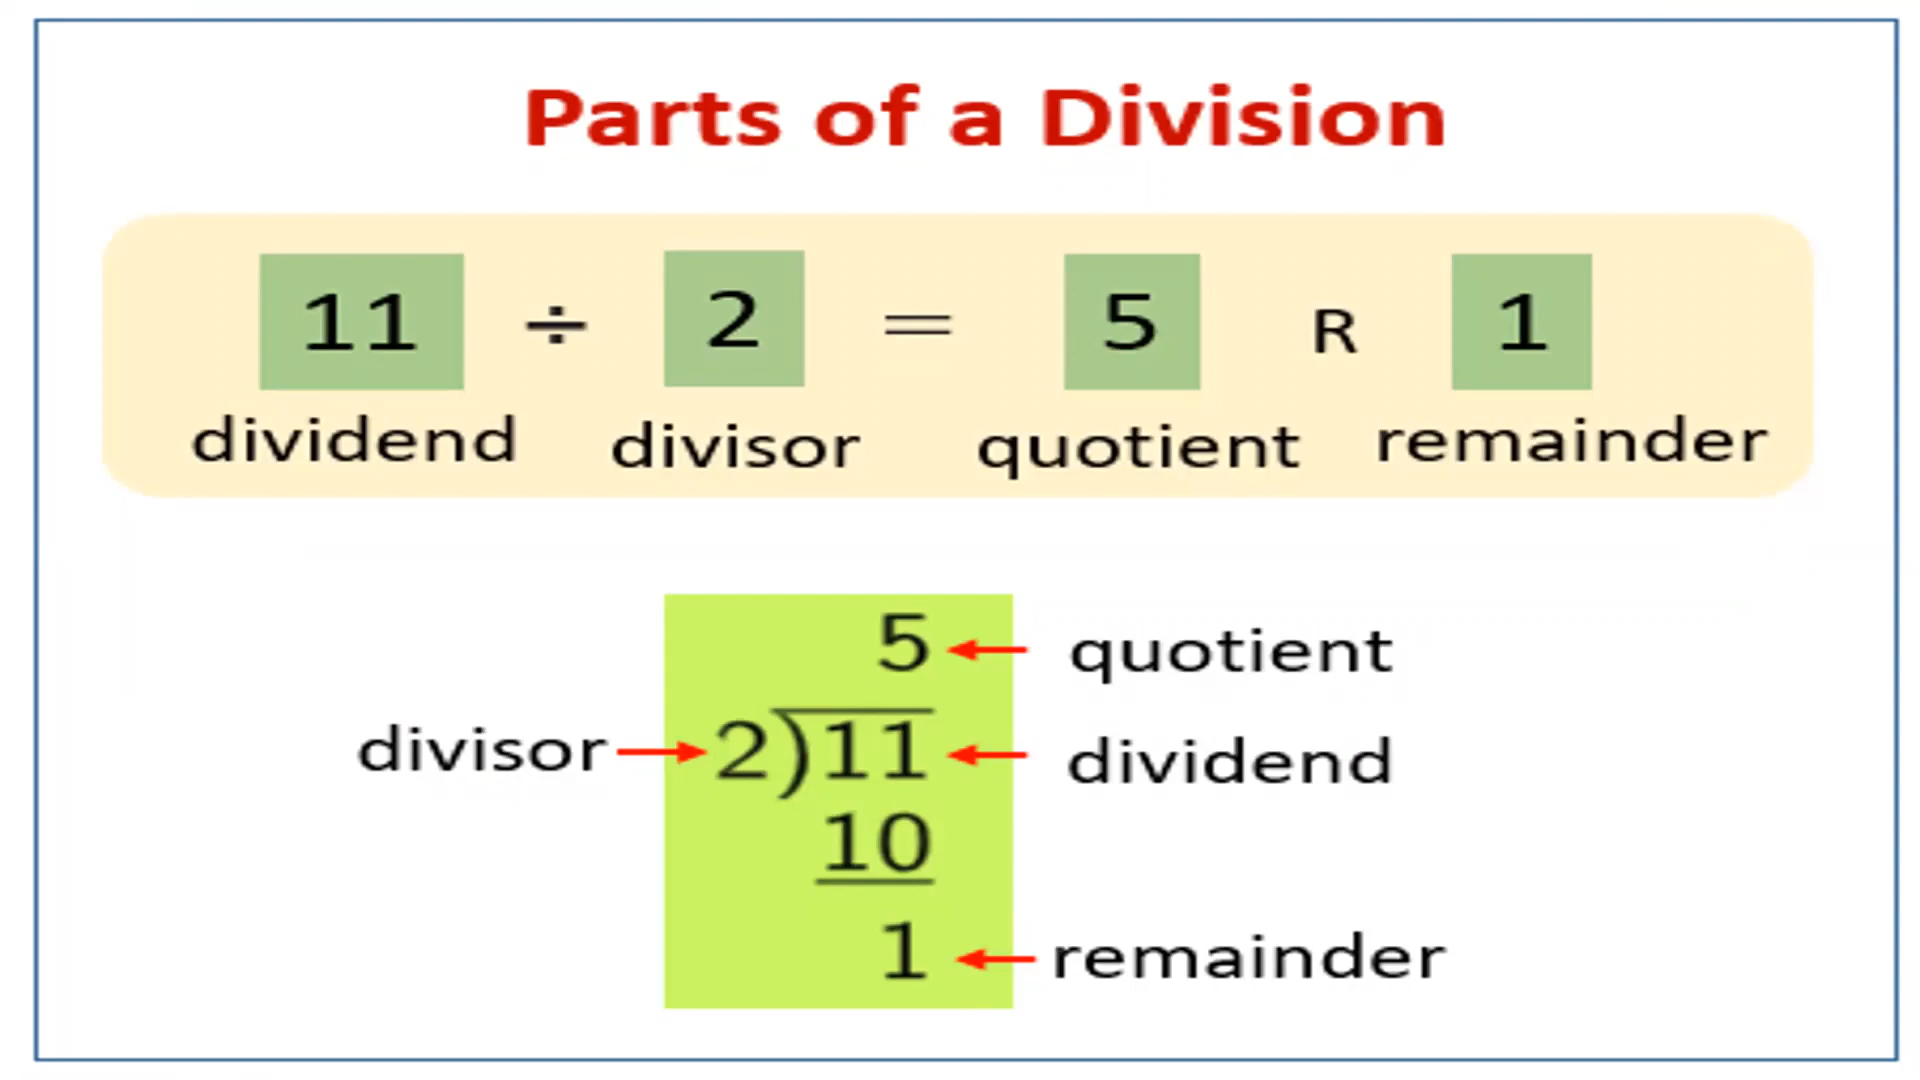 Parts of a Division
11 ÷ 2 = 5 R 1
dividend divisor quotient remainder
5 quotient
divisor 2)11 dividend
10
1 remainder